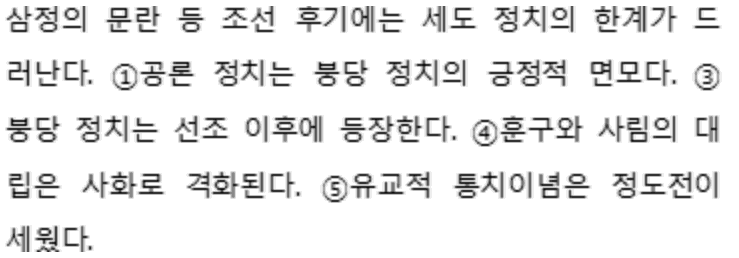 삼정의 문란 등 조선 후기에는 세도 정치의 한계가 드
러난다. ①공론 정치는 붕당 정치의 긍정적 면모다. ③
붕당 정치는 선조 이후에 등장한다. ④훈구와 사림의 대
립은 사화로 격화된다. ⑤유교적 통치이념은 정도전이
세웠다.